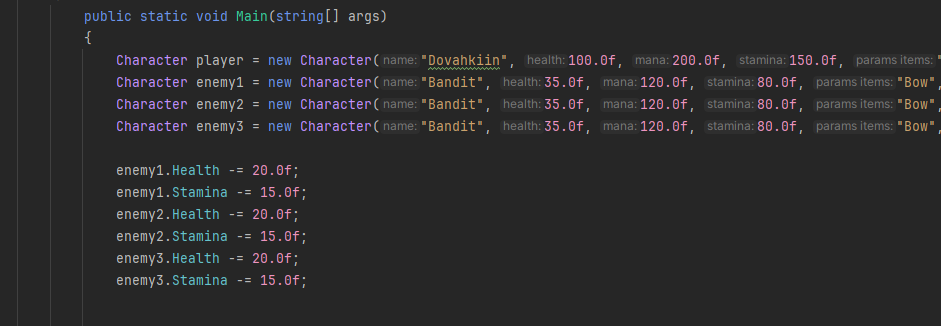 public static void Main(string[] args)
{
Character player = new Character( name: "Dovahkiin", health: 100.0f, mana: 200.0f, stamina: 150.0f, params items: "
Character enemy1 = new Character( name: "Bandit", health: 35.0f, mana: 120.0f, stamina: 80.0f, params items: "Bow",
Character enemy2 = new Character( name: "Bandit", health: 35.0f, mana: 120.0f, stamina: 80.0f, params items: "Bow",
Character enemy3 = new Character( name: "Bandit", health: 35.0f, mana: 120.0f, stamina: 80.0f, params items: "Bow",
enemy1.Health -= 20.0f;
enemy1.Stamina -= 15.0f;
enemy2.Health -= 20.0f;
enemy2.Stamina -= 15.0f;
enemy3.Health -= 20.0f;
enemy3.Stamina -= 15.0f;